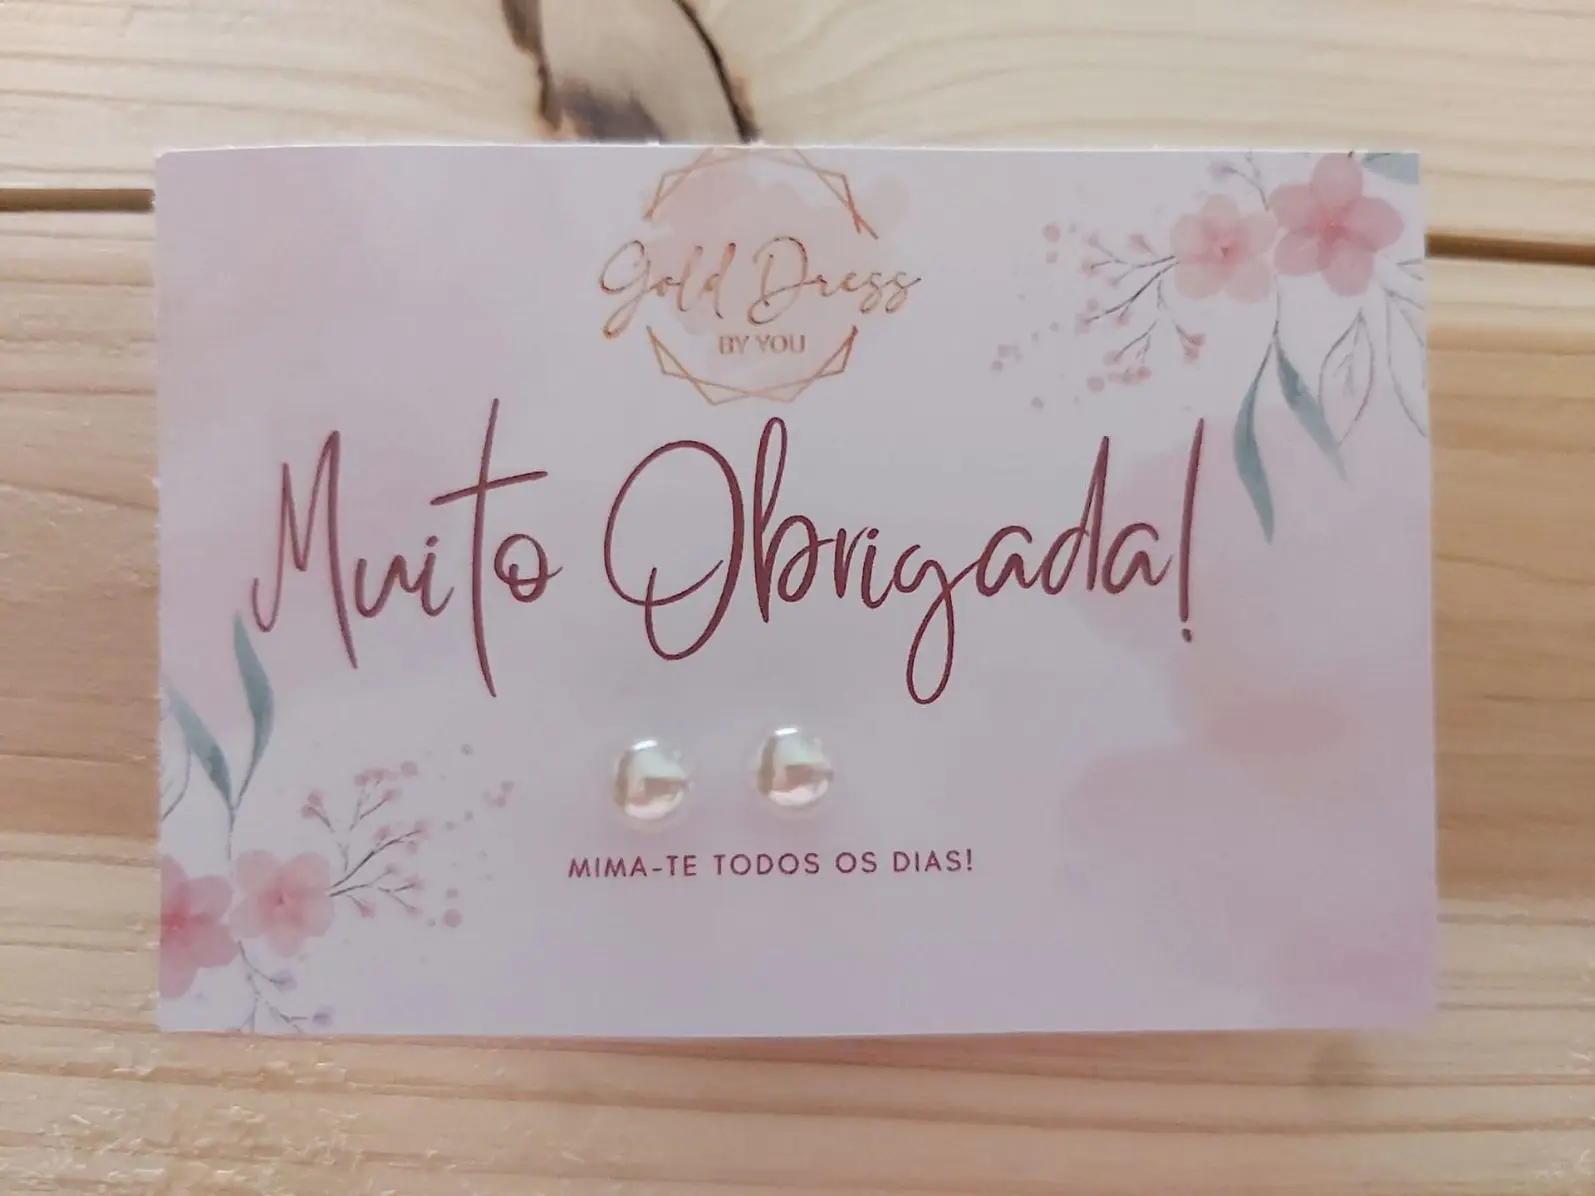 Gold Dress
BY YOU
Muito Obrigada!
MIMA-TE TODOS OS DIAS!